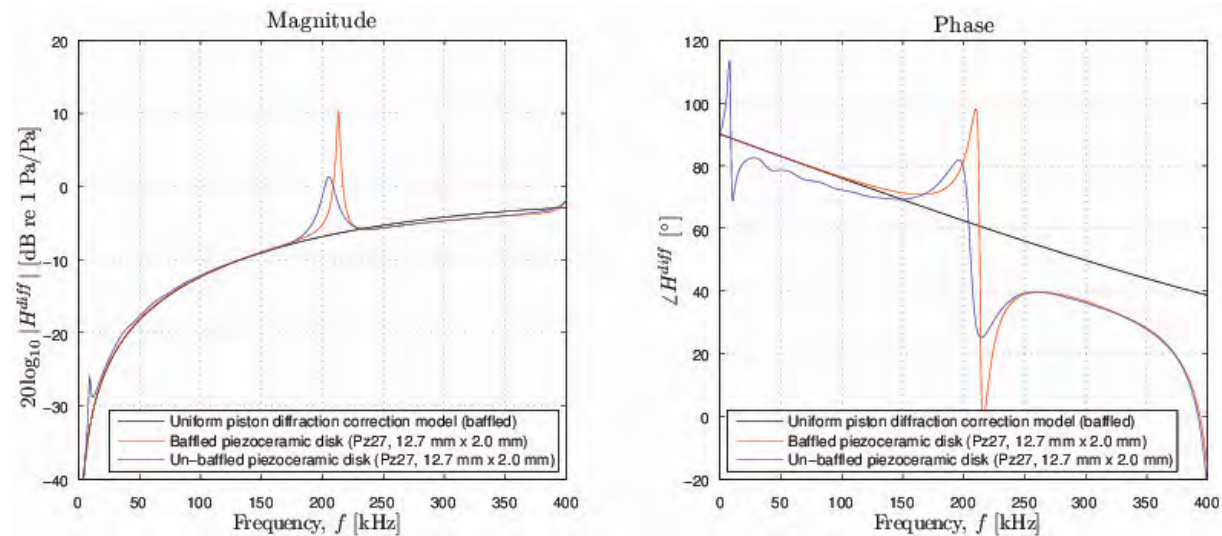 Magnitude
20
10
0
−10
−20
−30
−40
20log₁₀ |H^{diff}| [dB re 1 Pa/Pa]
Uniform piston diffraction correction model (baffled)
Baffled piezoceramic disk (Pz27, 12.7 mm x 2.0 mm)
Un−baffled piezoceramic disk (Pz27, 12.7 mm x 2.0 mm)
0 50 100 150 200 250 300 350 400
Frequency, f [kHz]
Phase
120
100
80
60
40
20
0
−20
∠H^{diff} [°]
Uniform piston diffraction correction model (baffled)
Baffled piezoceramic disk (Pz27, 12.7 mm x 2.0 mm)
Un−baffled piezoceramic disk (Pz27, 12.7 mm x 2.0 mm)
0 50 100 150 200 250 300 350 400
Frequency, f [kHz]